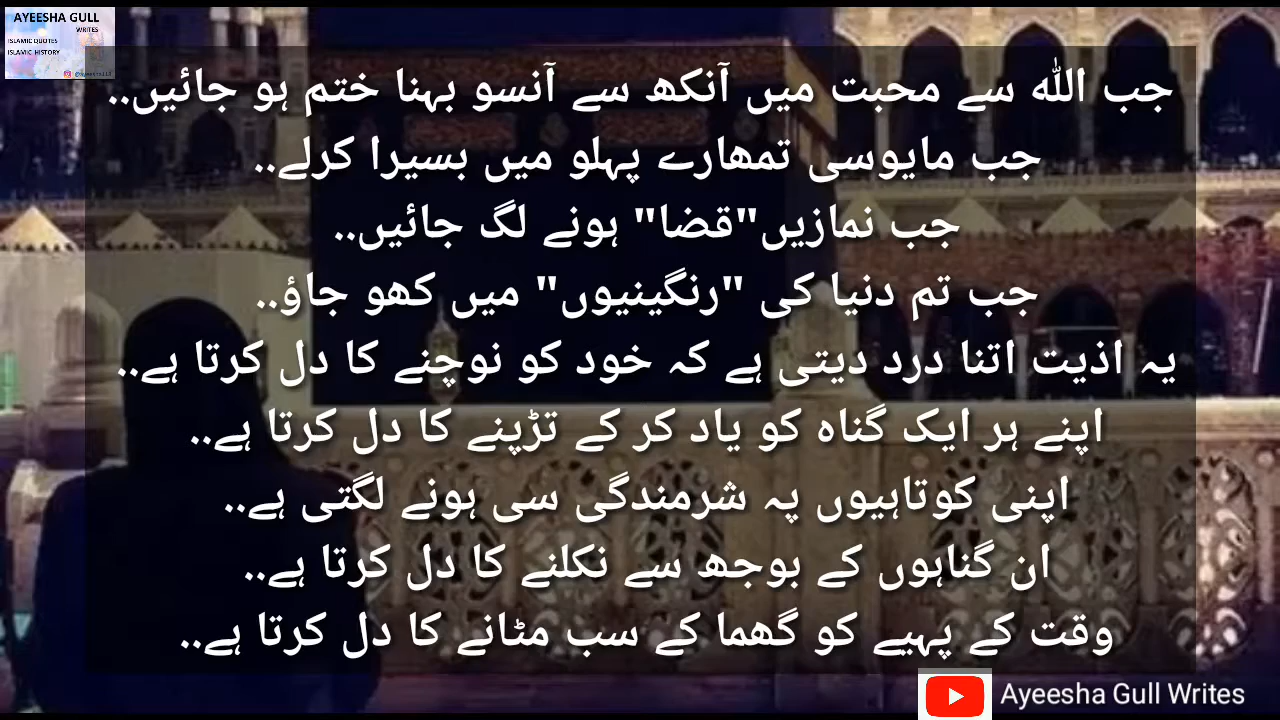 AYEESHA GULL
WRITES
ISLAMIC QUOTES
ISLAMIC HISTORY
جب اللہ سے محبت میں آنکھ سے آنسو بہنا ختم ہو جائیں..
جب مایوسی تمھارے پہلو میں بسیرا کرلے..
جب نمازیں"قضا" ہونے لگ جائیں..
جب تم دنیا کی "رنگینیوں" میں کھو جاؤ..
یہ اذیت اتنا درد دیتی ہے کہ خود کو نوچنے کا دل کرتا ہے..
اپنے ہر ایک گناہ کو یاد کر کے تڑپنے کا دل کرتا ہے..
اپنی کوتاہیوں پہ شرمندگی سی ہونے لگتی ہے..
ان گناہوں کے بوجھ سے نکلنے کا دل کرتا ہے..
وقت کے پہیے کو گھما کے سب مٹانے کا دل کرتا ہے..
Ayeesha Gull Writes